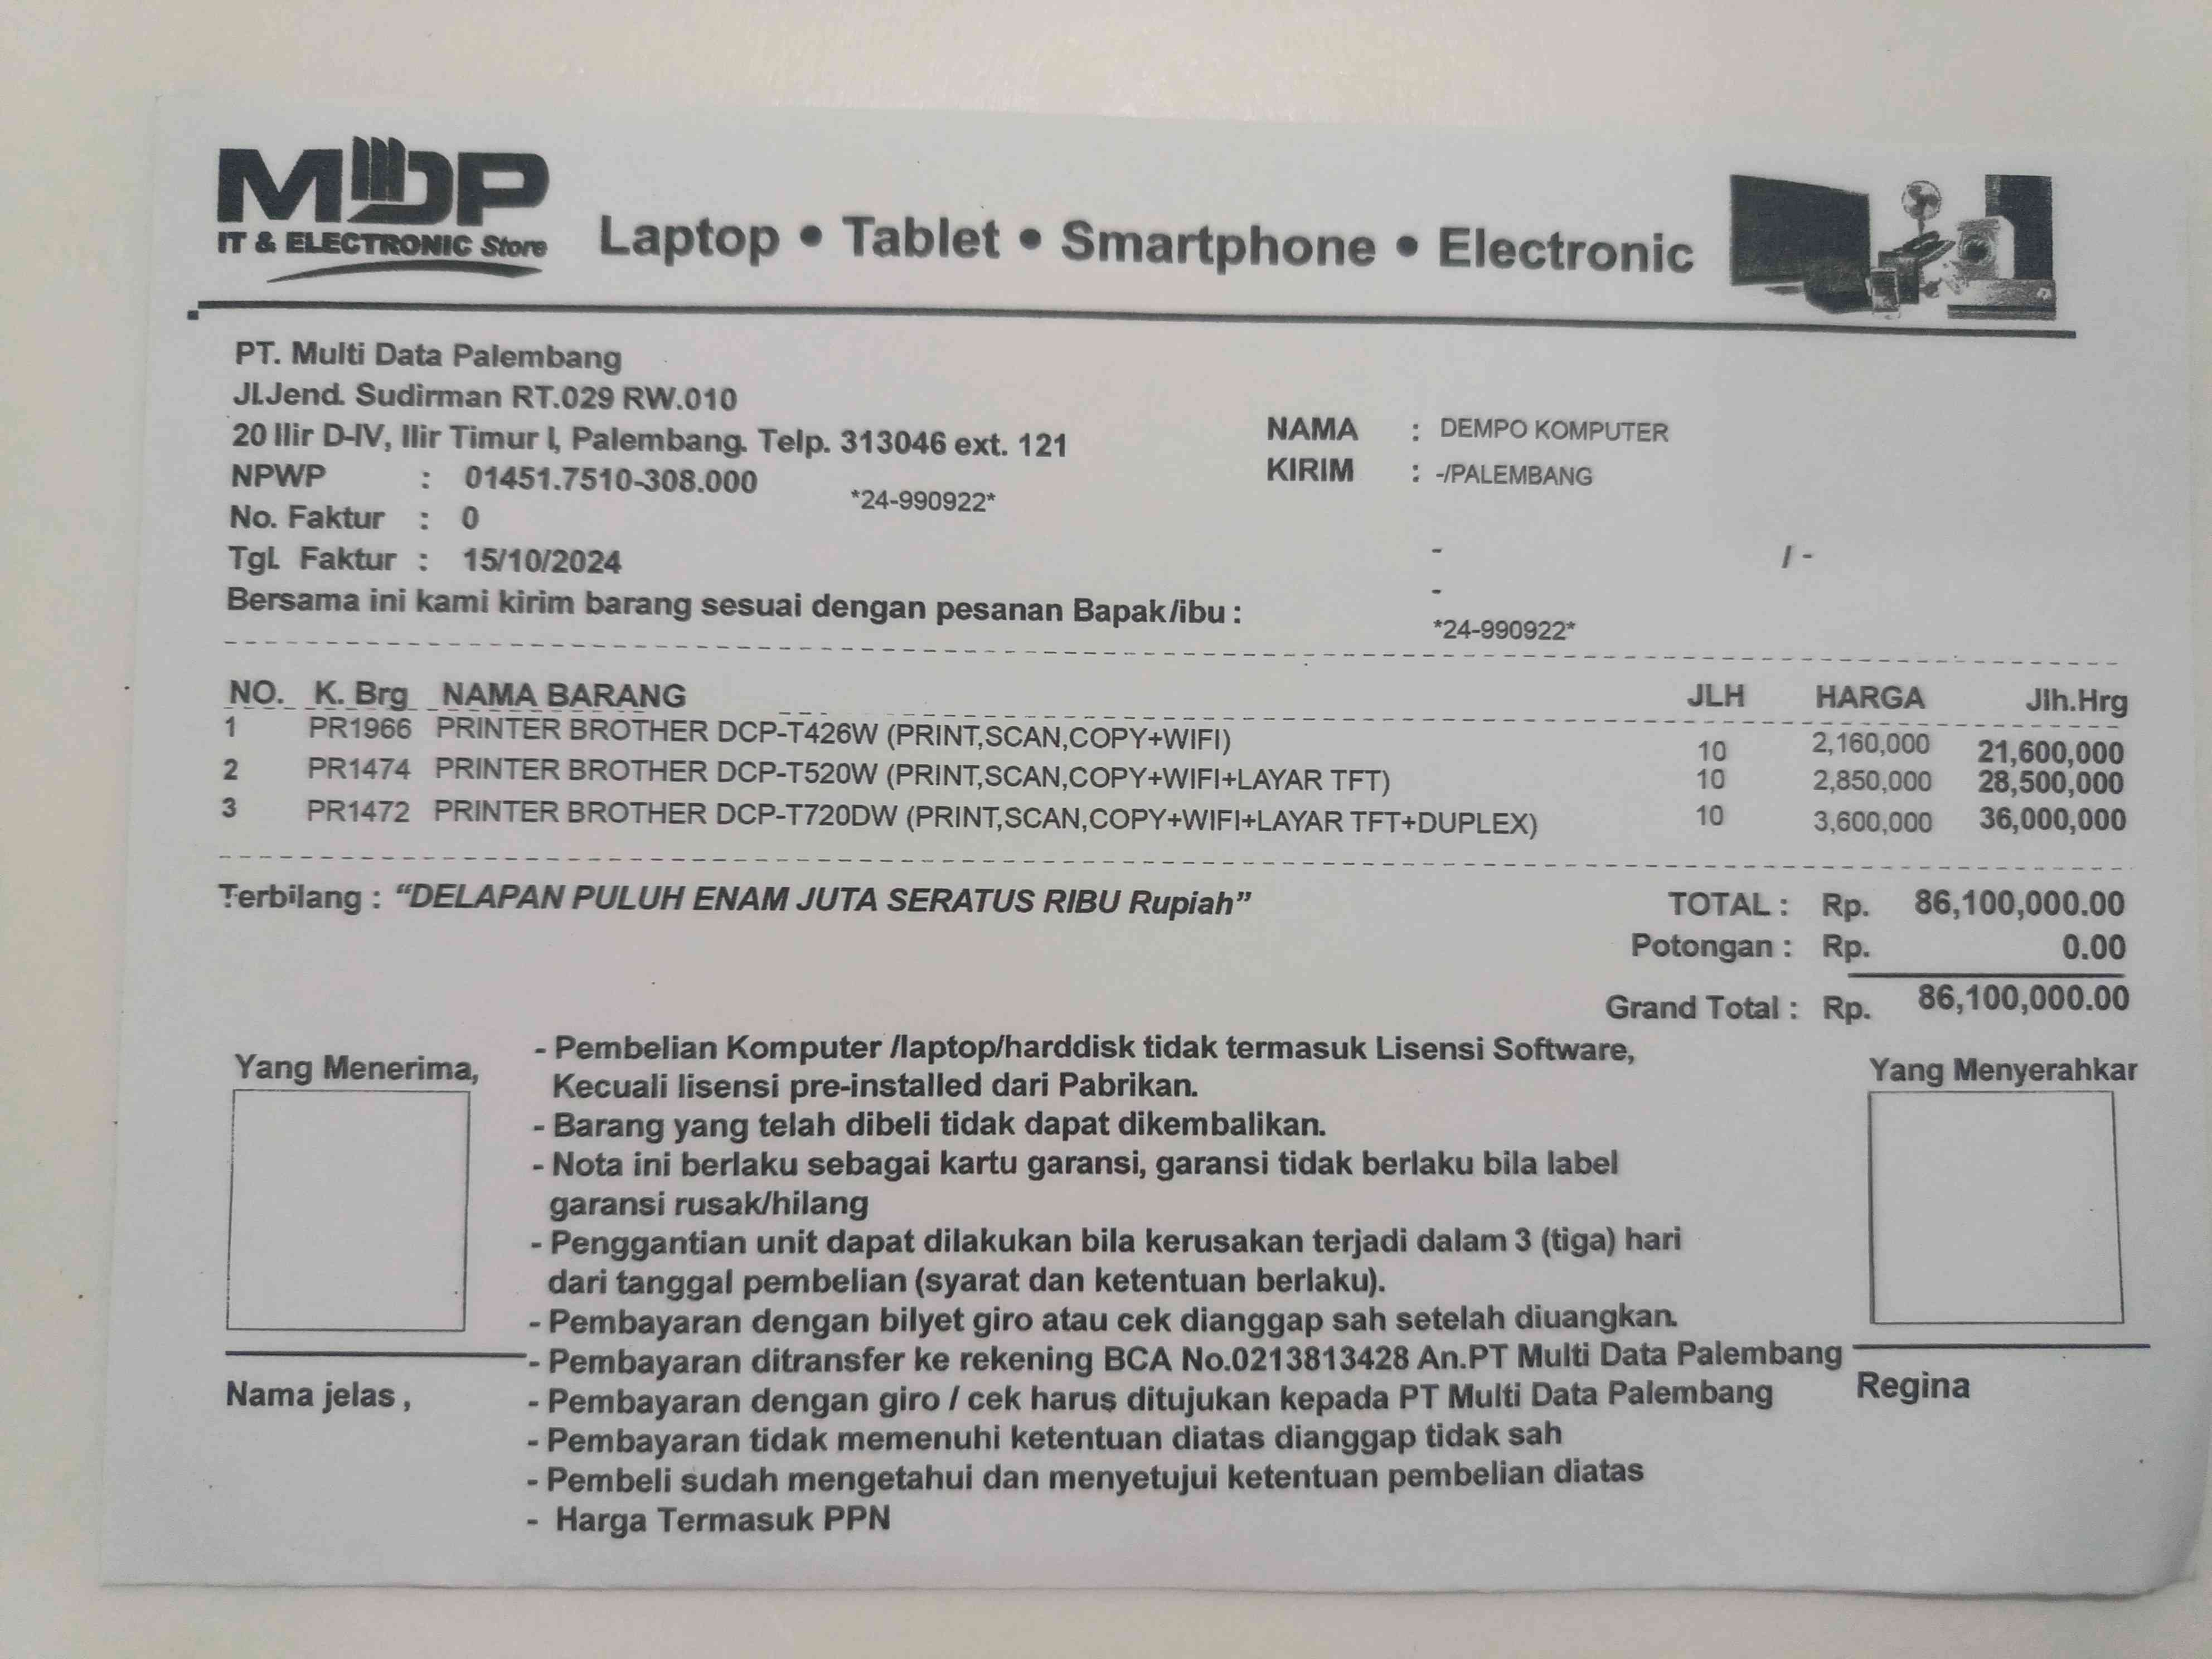 MDP
IT & ELECTRONIC Store
Laptop • Tablet • Smartphone • Electronic
PT. Multi Data Palembang
Jl.Jend. Sudirman RT.029 RW.010
20 Ilir D-IV, Ilir Timur I, Palembang. Telp. 313046 ext. 121
NPWP : 01451.7510-308.000
*24-990922*
No. Faktur : 0
Tgl. Faktur : 15/10/2024
NAMA : DEMPO KOMPUTER
KIRIM : -/PALEMBANG
- / -
-
*24-990922*
Bersama ini kami kirim barang sesuai dengan pesanan Bapak/ibu :
NO. K. Brg NAMA BARANG JLH HARGA Jlh.Hrg
1 PR1966 PRINTER BROTHER DCP-T426W (PRINT,SCAN,COPY+WIFI) 10 2,160,000 21,600,000
2 PR1474 PRINTER BROTHER DCP-T520W (PRINT,SCAN,COPY+WIFI+LAYAR TFT) 10 2,850,000 28,500,000
3 PR1472 PRINTER BROTHER DCP-T720DW (PRINT,SCAN,COPY+WIFI+LAYAR TFT+DUPLEX) 10 3,600,000 36,000,000
Terbilang : “DELAPAN PULUH ENAM JUTA SERATUS RIBU Rupiah”
TOTAL : Rp. 86,100,000.00
Potongan : Rp. 0.00
Grand Total : Rp. 86,100,000.00
Yang Menerima,
Nama jelas ,
- Pembelian Komputer /laptop/harddisk tidak termasuk Lisensi Software,
Kecuali lisensi pre-installed dari Pabrikan.
- Barang yang telah dibeli tidak dapat dikembalikan.
- Nota ini berlaku sebagai kartu garansi, garansi tidak berlaku bila label
garansi rusak/hilang
- Penggantian unit dapat dilakukan bila kerusakan terjadi dalam 3 (tiga) hari
dari tanggal pembelian (syarat dan ketentuan berlaku).
- Pembayaran dengan bilyet giro atau cek dianggap sah setelah diuangkan.
- Pembayaran ditransfer ke rekening BCA No.0213813428 An.PT Multi Data Palembang
- Pembayaran dengan giro / cek harus ditujukan kepada PT Multi Data Palembang
- Pembayaran tidak memenuhi ketentuan diatas dianggap tidak sah
- Pembeli sudah mengetahui dan menyetujui ketentuan pembelian diatas
- Harga Termasuk PPN
Yang Menyerahkar
Regina